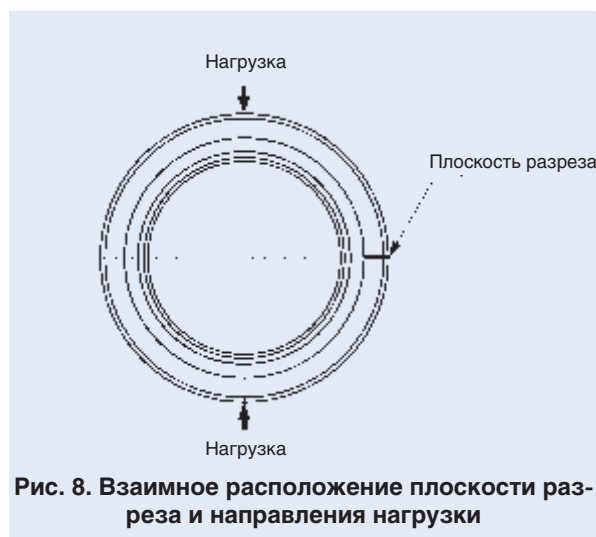 Нагрузка
Плоскость разреза
Нагрузка
Рис. 8. Взаимное расположение плоскости раз-
реза и направления нагрузки